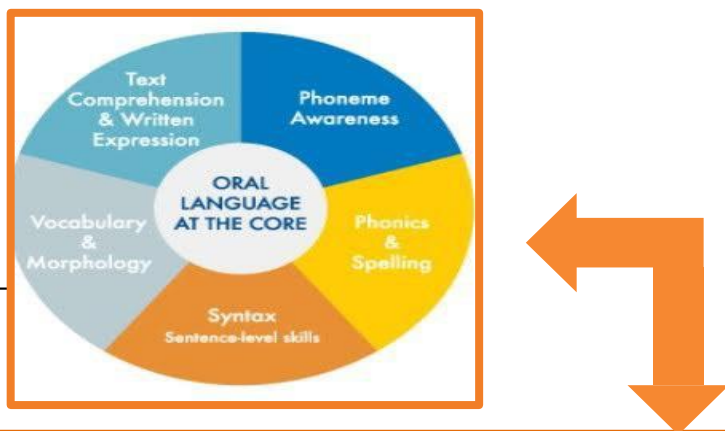 Text
Comprehension
& Written
Expression
Phoneme
Awareness
ORAL
LANGUAGE
AT THE CORE
Vocabulary
&
Morphology
Phonics
&
Spelling
Syntax
Sentence-level skills